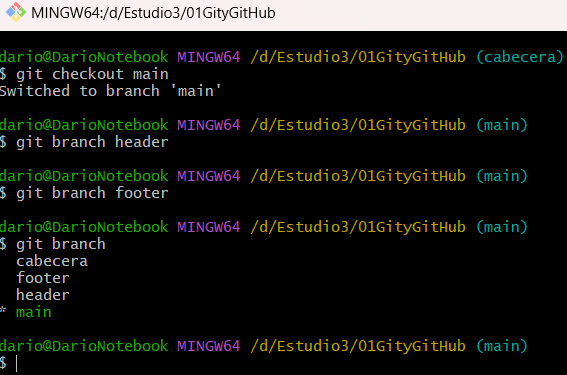 MINGW64:/d/Estudio3/01GityGitHub
dario@DarioNotebook MINGW64 /d/Estudio3/01GityGitHub (cabecera)
$ git checkout main
Switched to branch 'main'
dario@DarioNotebook MINGW64 /d/Estudio3/01GityGitHub (main)
$ git branch header
dario@DarioNotebook MINGW64 /d/Estudio3/01GityGitHub (main)
$ git branch footer
dario@DarioNotebook MINGW64 /d/Estudio3/01GityGitHub (main)
$ git branch
cabecera
footer
header
* main
dario@DarioNotebook MINGW64 /d/Estudio3/01GityGitHub (main)
$